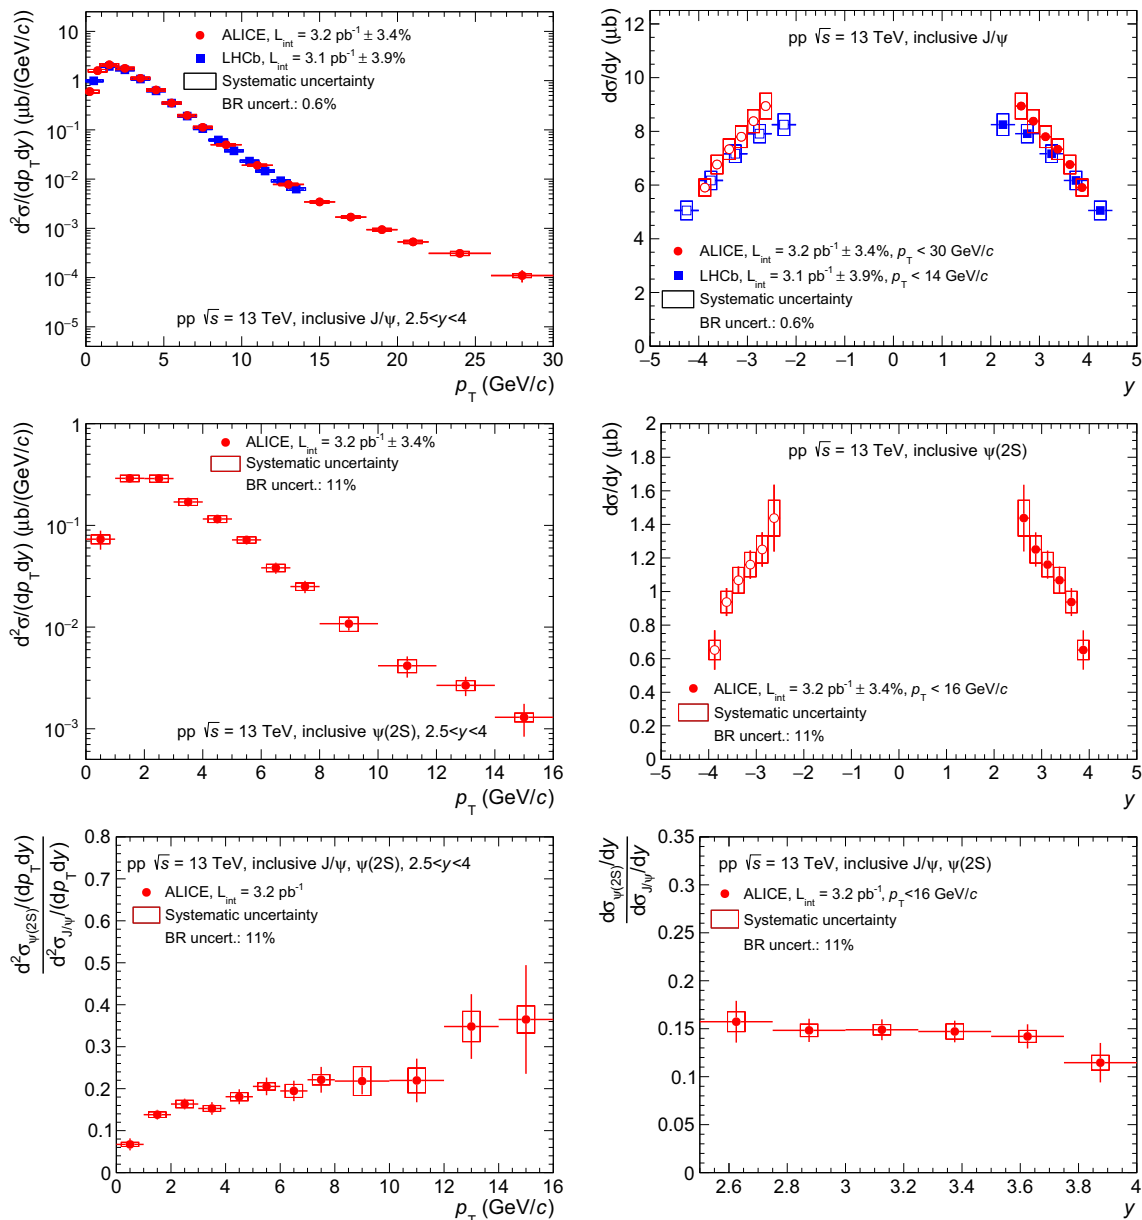 d²σ/(dp_T dy) (μb/(GeV/c))
10
1
10⁻¹
10⁻²
10⁻³
10⁻⁴
10⁻⁵
ALICE, L_int = 3.2 pb⁻¹ ± 3.4%
LHCb, L_int = 3.1 pb⁻¹ ± 3.9%
Systematic uncertainty
BR uncert.: 0.6%
pp √s = 13 TeV, inclusive J/ψ, 2.5<y<4
0 5 10 15 20 25 30
p_T (GeV/c)
dσ/dy (μb)
12
10
8
6
4
2
0
pp √s = 13 TeV, inclusive J/ψ
ALICE, L_int = 3.2 pb⁻¹ ± 3.4%, p_T < 30 GeV/c
LHCb, L_int = 3.1 pb⁻¹ ± 3.9%, p_T < 14 GeV/c
Systematic uncertainty
BR uncert.: 0.6%
−5 −4 −3 −2 −1 0 1 2 3 4 5
y
d²σ/(dp_T dy) (μb/(GeV/c))
1
10⁻¹
10⁻²
10⁻³
ALICE, L_int = 3.2 pb⁻¹ ± 3.4%
Systematic uncertainty
BR uncert.: 11%
pp √s = 13 TeV, inclusive ψ(2S), 2.5<y<4
0 2 4 6 8 10 12 14 16
p_T (GeV/c)
dσ/dy (μb)
2
1.8
1.6
1.4
1.2
1
0.8
0.6
0.4
0.2
0
pp √s = 13 TeV, inclusive ψ(2S)
ALICE, L_int = 3.2 pb⁻¹ ± 3.4%, p_T < 16 GeV/c
Systematic uncertainty
BR uncert.: 11%
−5 −4 −3 −2 −1 0 1 2 3 4 5
y
d²σ_ψ(2S)/(dp_T dy)
d²σ_J/ψ/(dp_T dy)
0.8
0.7
0.6
0.5
0.4
0.3
0.2
0.1
0
pp √s = 13 TeV, inclusive J/ψ, ψ(2S), 2.5<y<4
ALICE, L_int = 3.2 pb⁻¹
Systematic uncertainty
BR uncert.: 11%
0 2 4 6 8 10 12 14 16
p_T (GeV/c)
dσ_ψ(2S)/dy
dσ_J/ψ/dy
0.35
0.3
0.25
0.2
0.15
0.1
0.05
0
pp √s = 13 TeV, inclusive J/ψ, ψ(2S)
ALICE, L_int = 3.2 pb⁻¹, p_T<16 GeV/c
Systematic uncertainty
BR uncert.: 11%
2.6 2.8 3 3.2 3.4 3.6 3.8 4
y